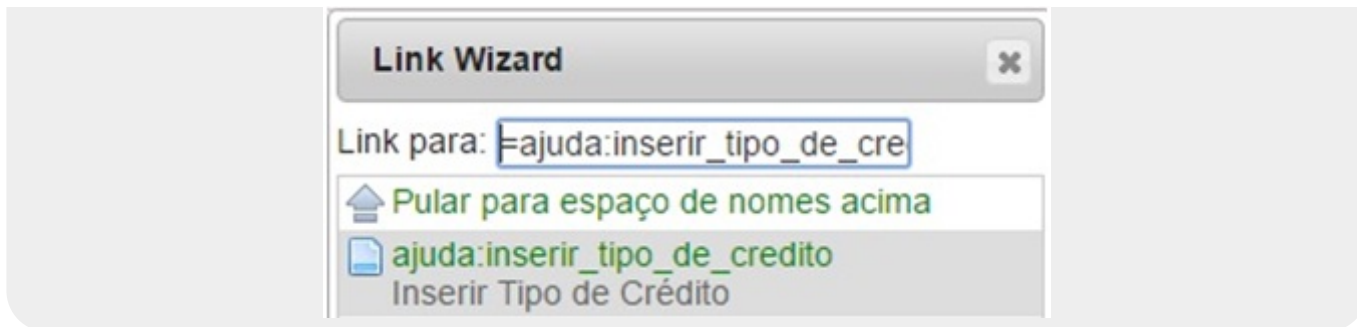 Link Wizard
Link para: =ajuda:inserir_tipo_de_cre
Pular para espaço de nomes acima
ajuda:inserir_tipo_de_credito
Inserir Tipo de Crédito